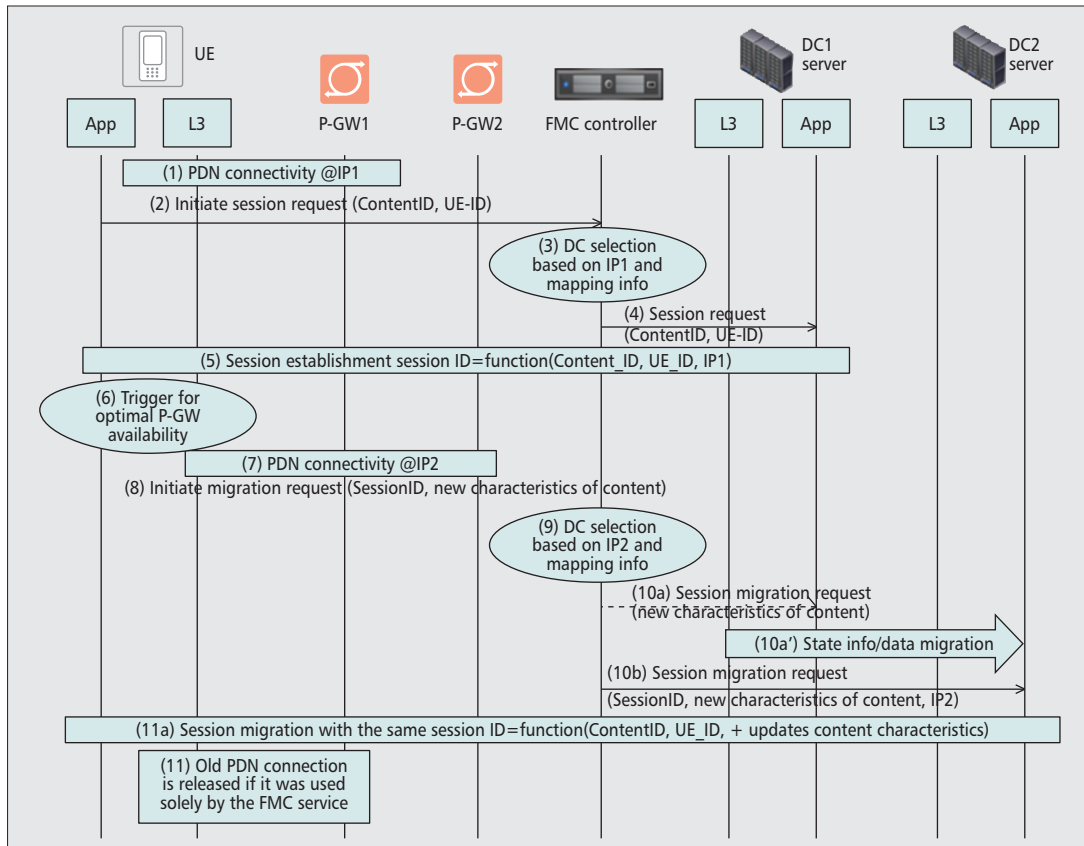 UE
DC1
server
DC2
server
App
L3
P-GW1
P-GW2
FMC controller
L3
App
L3
App
(1) PDN connectivity @IP1
(2) Initiate session request (ContentID, UE-ID)
(3) DC selection
based on IP1 and
mapping info
(4) Session request
(ContentID, UE-ID)
(5) Session establishment session ID=function(Content_ID, UE_ID, IP1)
(6) Trigger for
optimal P-GW
availability
(7) PDN connectivity @IP2
(8) Initiate migration request (SessionID, new characteristics of content)
(9) DC selection
based on IP2 and
mapping info
(10a) Session migration request
(new characteristics of content)
(10a') State info/data migration
(10b) Session migration request
(SessionID, new characteristics of content, IP2)
(11a) Session migration with the same session ID=function(ContentID, UE_ID, + updates content characteristics)
(11) Old PDN connection
is released if it was used
solely by the FMC service